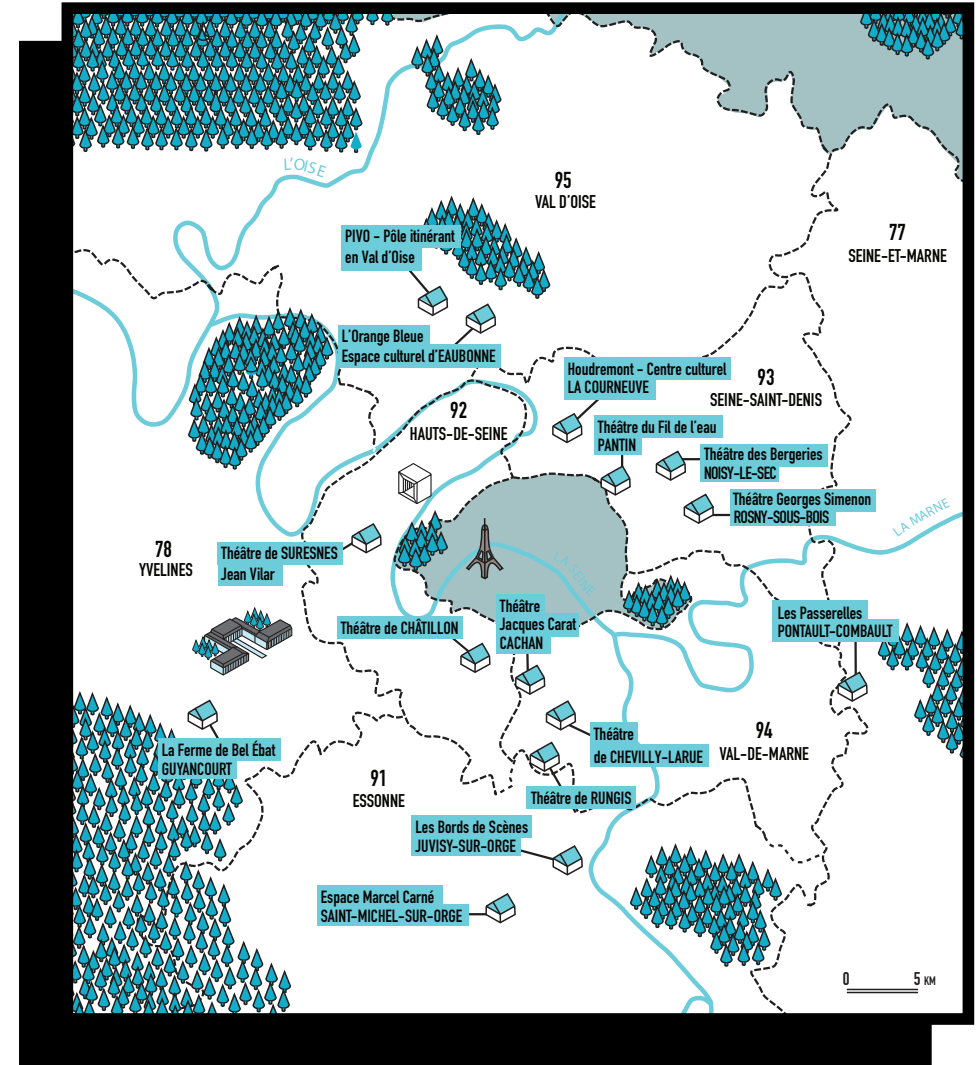 L'OISE
95
VAL D'OISE
77
SEINE-ET-MARNE
PIVO - Pôle itinérant
en Val d'Oise
L'Orange Bleue
Espace culturel d'EAUBONNE
Houdremont - Centre culturel
LA COURNEUVE
93
SEINE-SAINT-DENIS
92
HAUTS-DE-SEINE
Théâtre du Fil de l'eau
PANTIN
Théâtre des Bergeries
NOISY-LE-SEC
Théâtre Georges Simenon
ROSNY-SOUS-BOIS
LA MARNE
78
YVELINES
Théâtre de SURESNES
Jean Vilar
LA SEINE
Théâtre de CHÂTILLON
Théâtre
Jacques Carat
CACHAN
Les Passerelles
PONTAULT-COMBAULT
La Ferme de Bel Ébat
GUYANCOURT
Théâtre
de CHEVILLY-LARUE
94
VAL-DE-MARNE
91
ESSONNE
Théâtre de RUNGIS
Les Bords de Scènes
JUVISY-SUR-ORGE
Espace Marcel Carné
SAINT-MICHEL-SUR-ORGE
0 5 KM